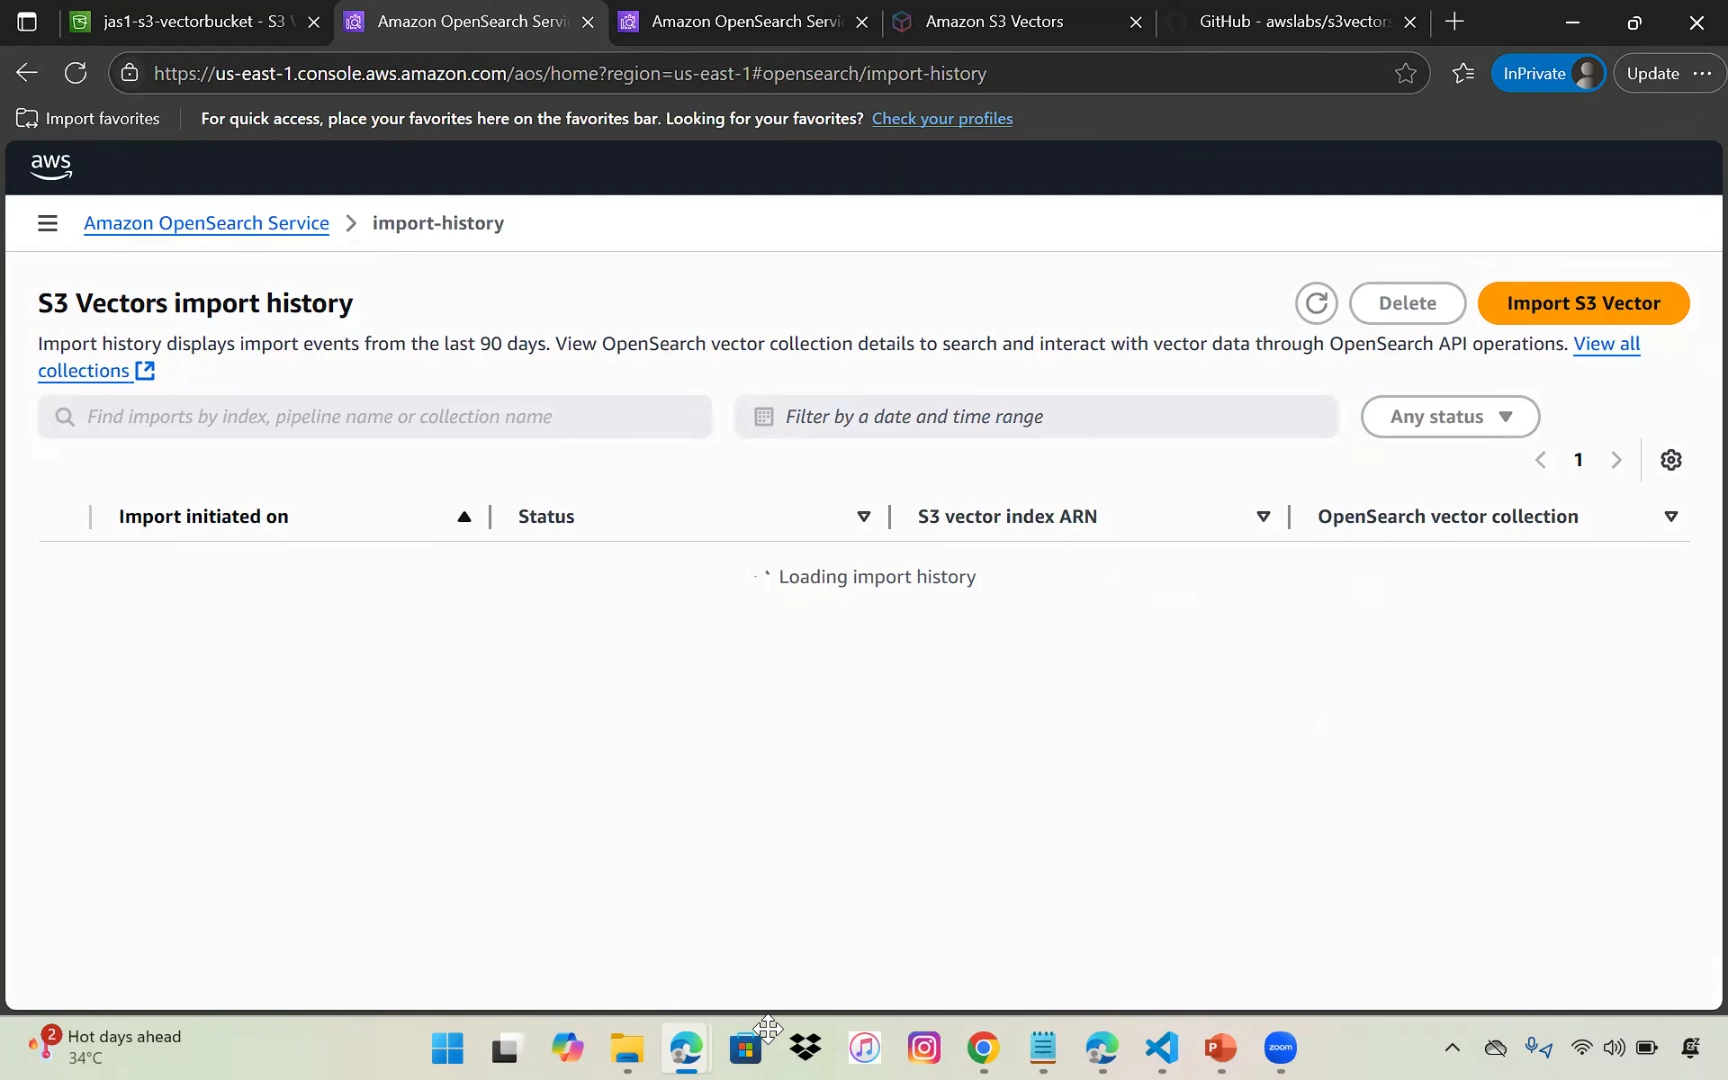 jas1-s3-vectorbucket - S3
Amazon OpenSearch Servi
Amazon OpenSearch Servi
Amazon S3 Vectors
GitHub - awslabs/s3vectors
https://us-east-1.console.aws.amazon.com/aos/home?region=us-east-1#opensearch/import-history
InPrivate
Update
Import favorites
For quick access, place your favorites here on the favorites bar. Looking for your favorites? Check your profiles
aws
Amazon OpenSearch Service > import-history
S3 Vectors import history
Delete
Import S3 Vector
Import history displays import events from the last 90 days. View OpenSearch vector collection details to search and interact with vector data through OpenSearch API operations. View all
collections
Find imports by index, pipeline name or collection name
Filter by a date and time range
Any status
1
Import initiated on
Status
S3 vector index ARN
OpenSearch vector collection
Loading import history
2
Hot days ahead
34°C
zoom